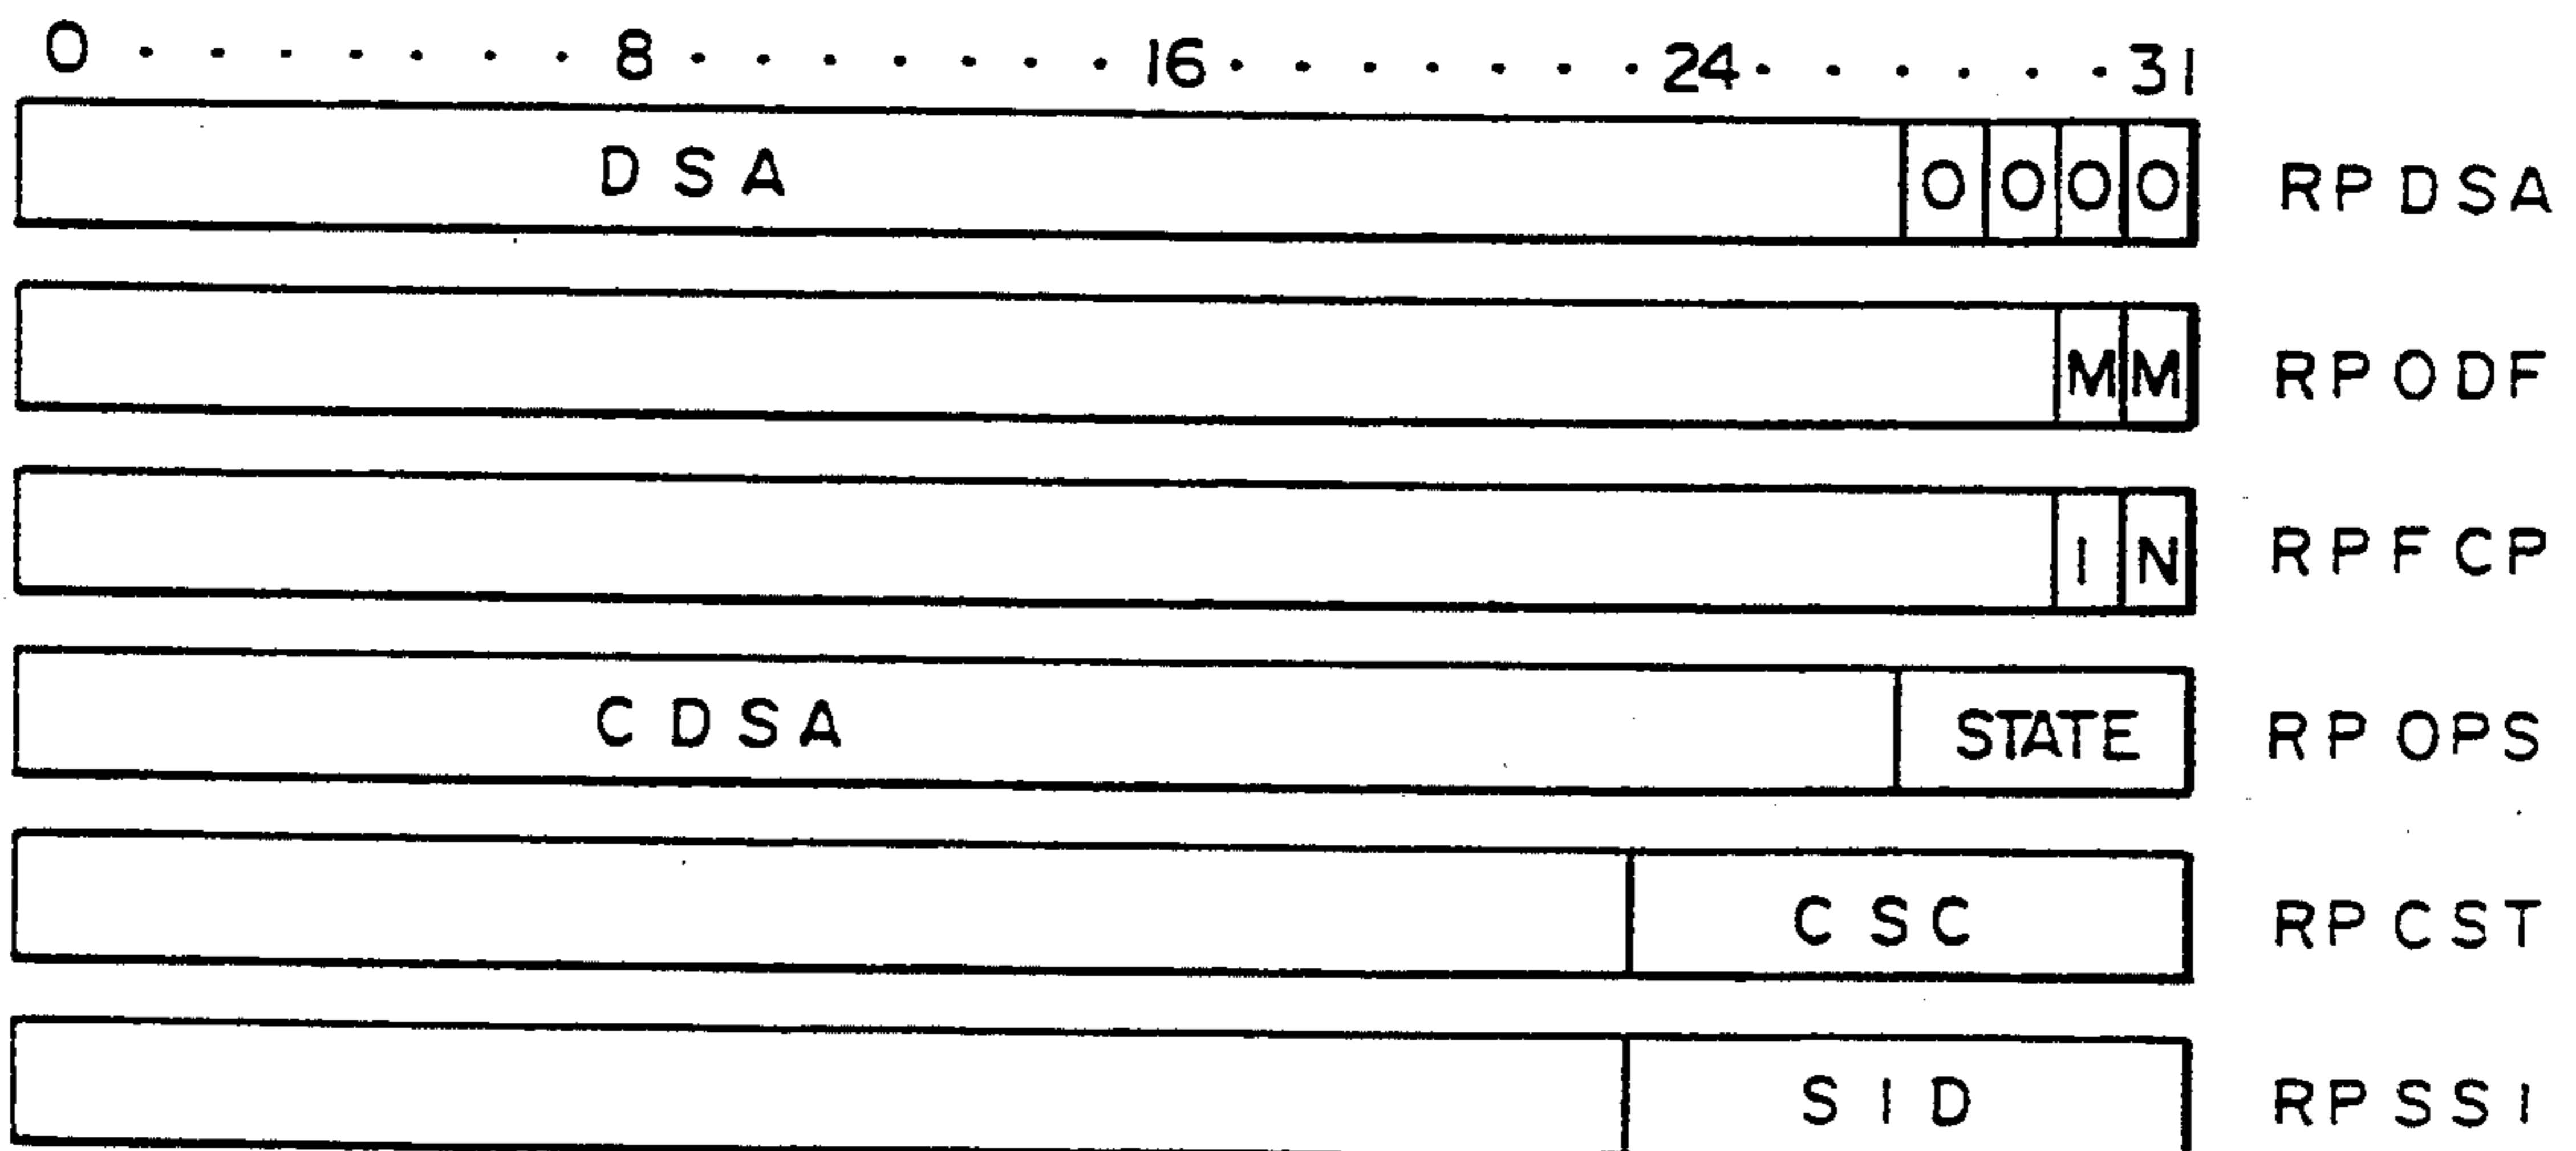 0 . . . . . . . 8 . . . . . . . 16 . . . . . . . 24 . . . . . . 31
DSA 0 0 0 0 RPDSA
M M RPODF
I N RPFCP
CDSA STATE RPOPS
CSC RPCST
SID RPSSI